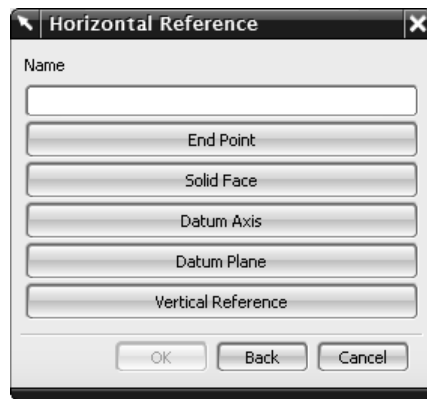 Horizontal Reference
Name
End Point
Solid Face
Datum Axis
Datum Plane
Vertical Reference
OK Back Cancel